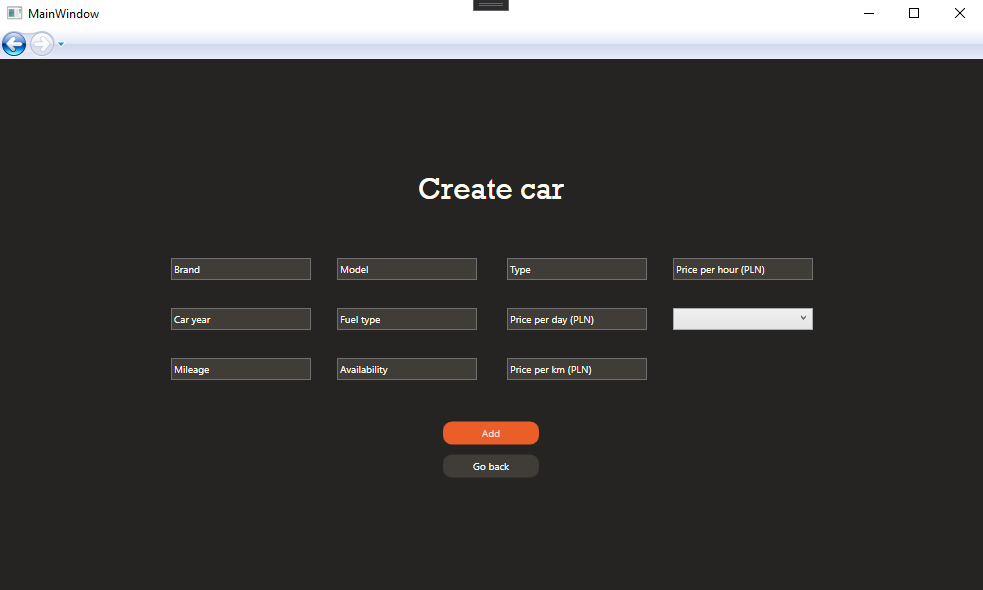 MainWindow
Create car
Brand
Model
Type
Price per hour (PLN)
Car year
Fuel type
Price per day (PLN)
Mileage
Availability
Price per km (PLN)
Add
Go back